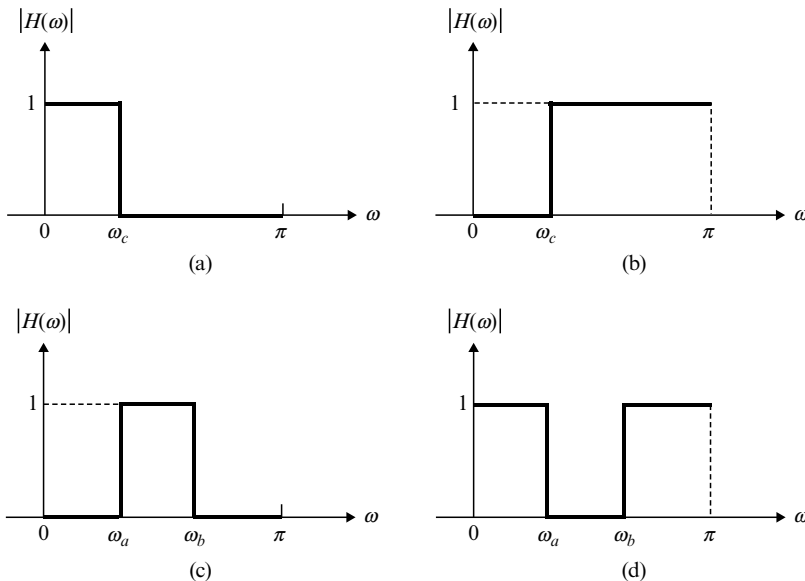 |H(ω)|
1
0 ω_c π ω
(a)
|H(ω)|
1
0 ω_c π ω
(b)
|H(ω)|
1
0 ω_a ω_b π ω
(c)
|H(ω)|
1
0 ω_a ω_b π ω
(d)